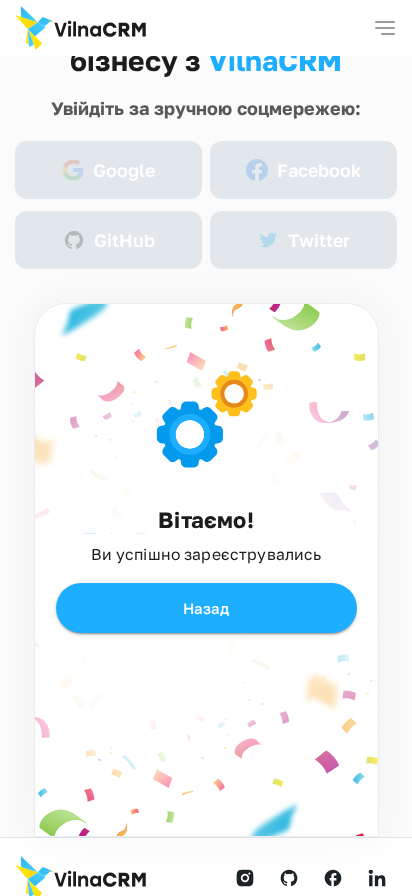 VilnaCRM
бізнесу з VilnaCRM
Увійдіть за зручною соцмережею:
Google
Facebook
GitHub
Twitter
Вітаємо!
Ви успішно зареєструвались
Назад
VilnaCRM